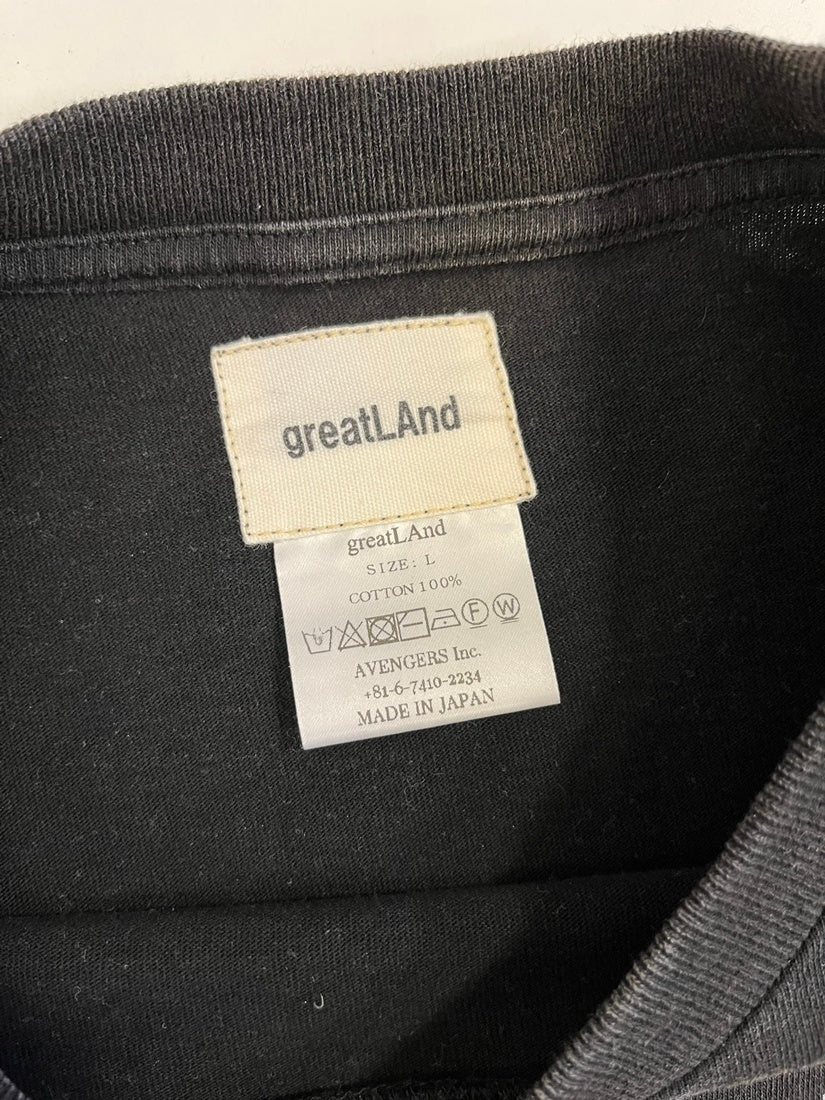 greatLAnd
greatLAnd
SIZE: L
COTTON 100%
F W
AVENGERS Inc.
+81-6-7410-2234
MADE IN JAPAN